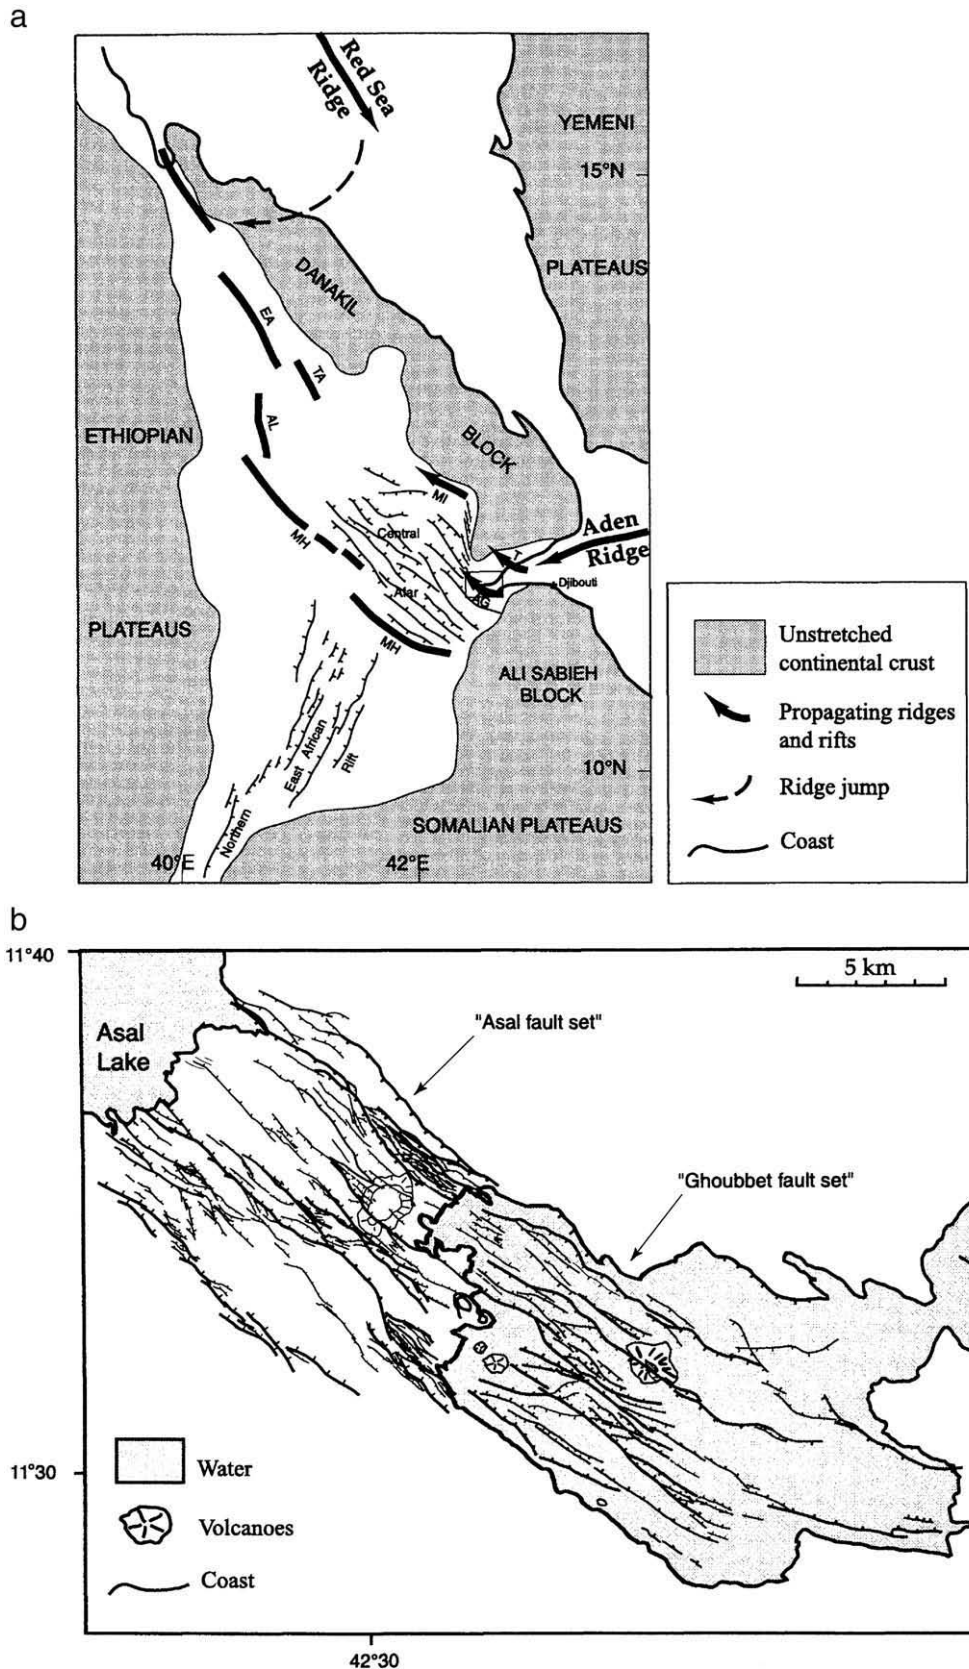 a
Red Sea
Ridge
YEMENI
15°N
PLATEAUS
DANAKIL
EA
TA
AL
ETHIOPIAN
BLOCK
MI
Central
MH
Aden
Ridge
T
Djibouti
AG
Afar
PLATEAUS
MH
ALI SABIEH
BLOCK
Northern East African Rift
10°N
SOMALIAN PLATEAUS
40°E
42°E
Unstretched
continental crust
Propagating ridges
and rifts
Ridge jump
Coast
b
11°40
5 km
Asal
Lake
"Asal fault set"
"Ghoubbet fault set"
11°30
Water
Volcanoes
Coast
42°30